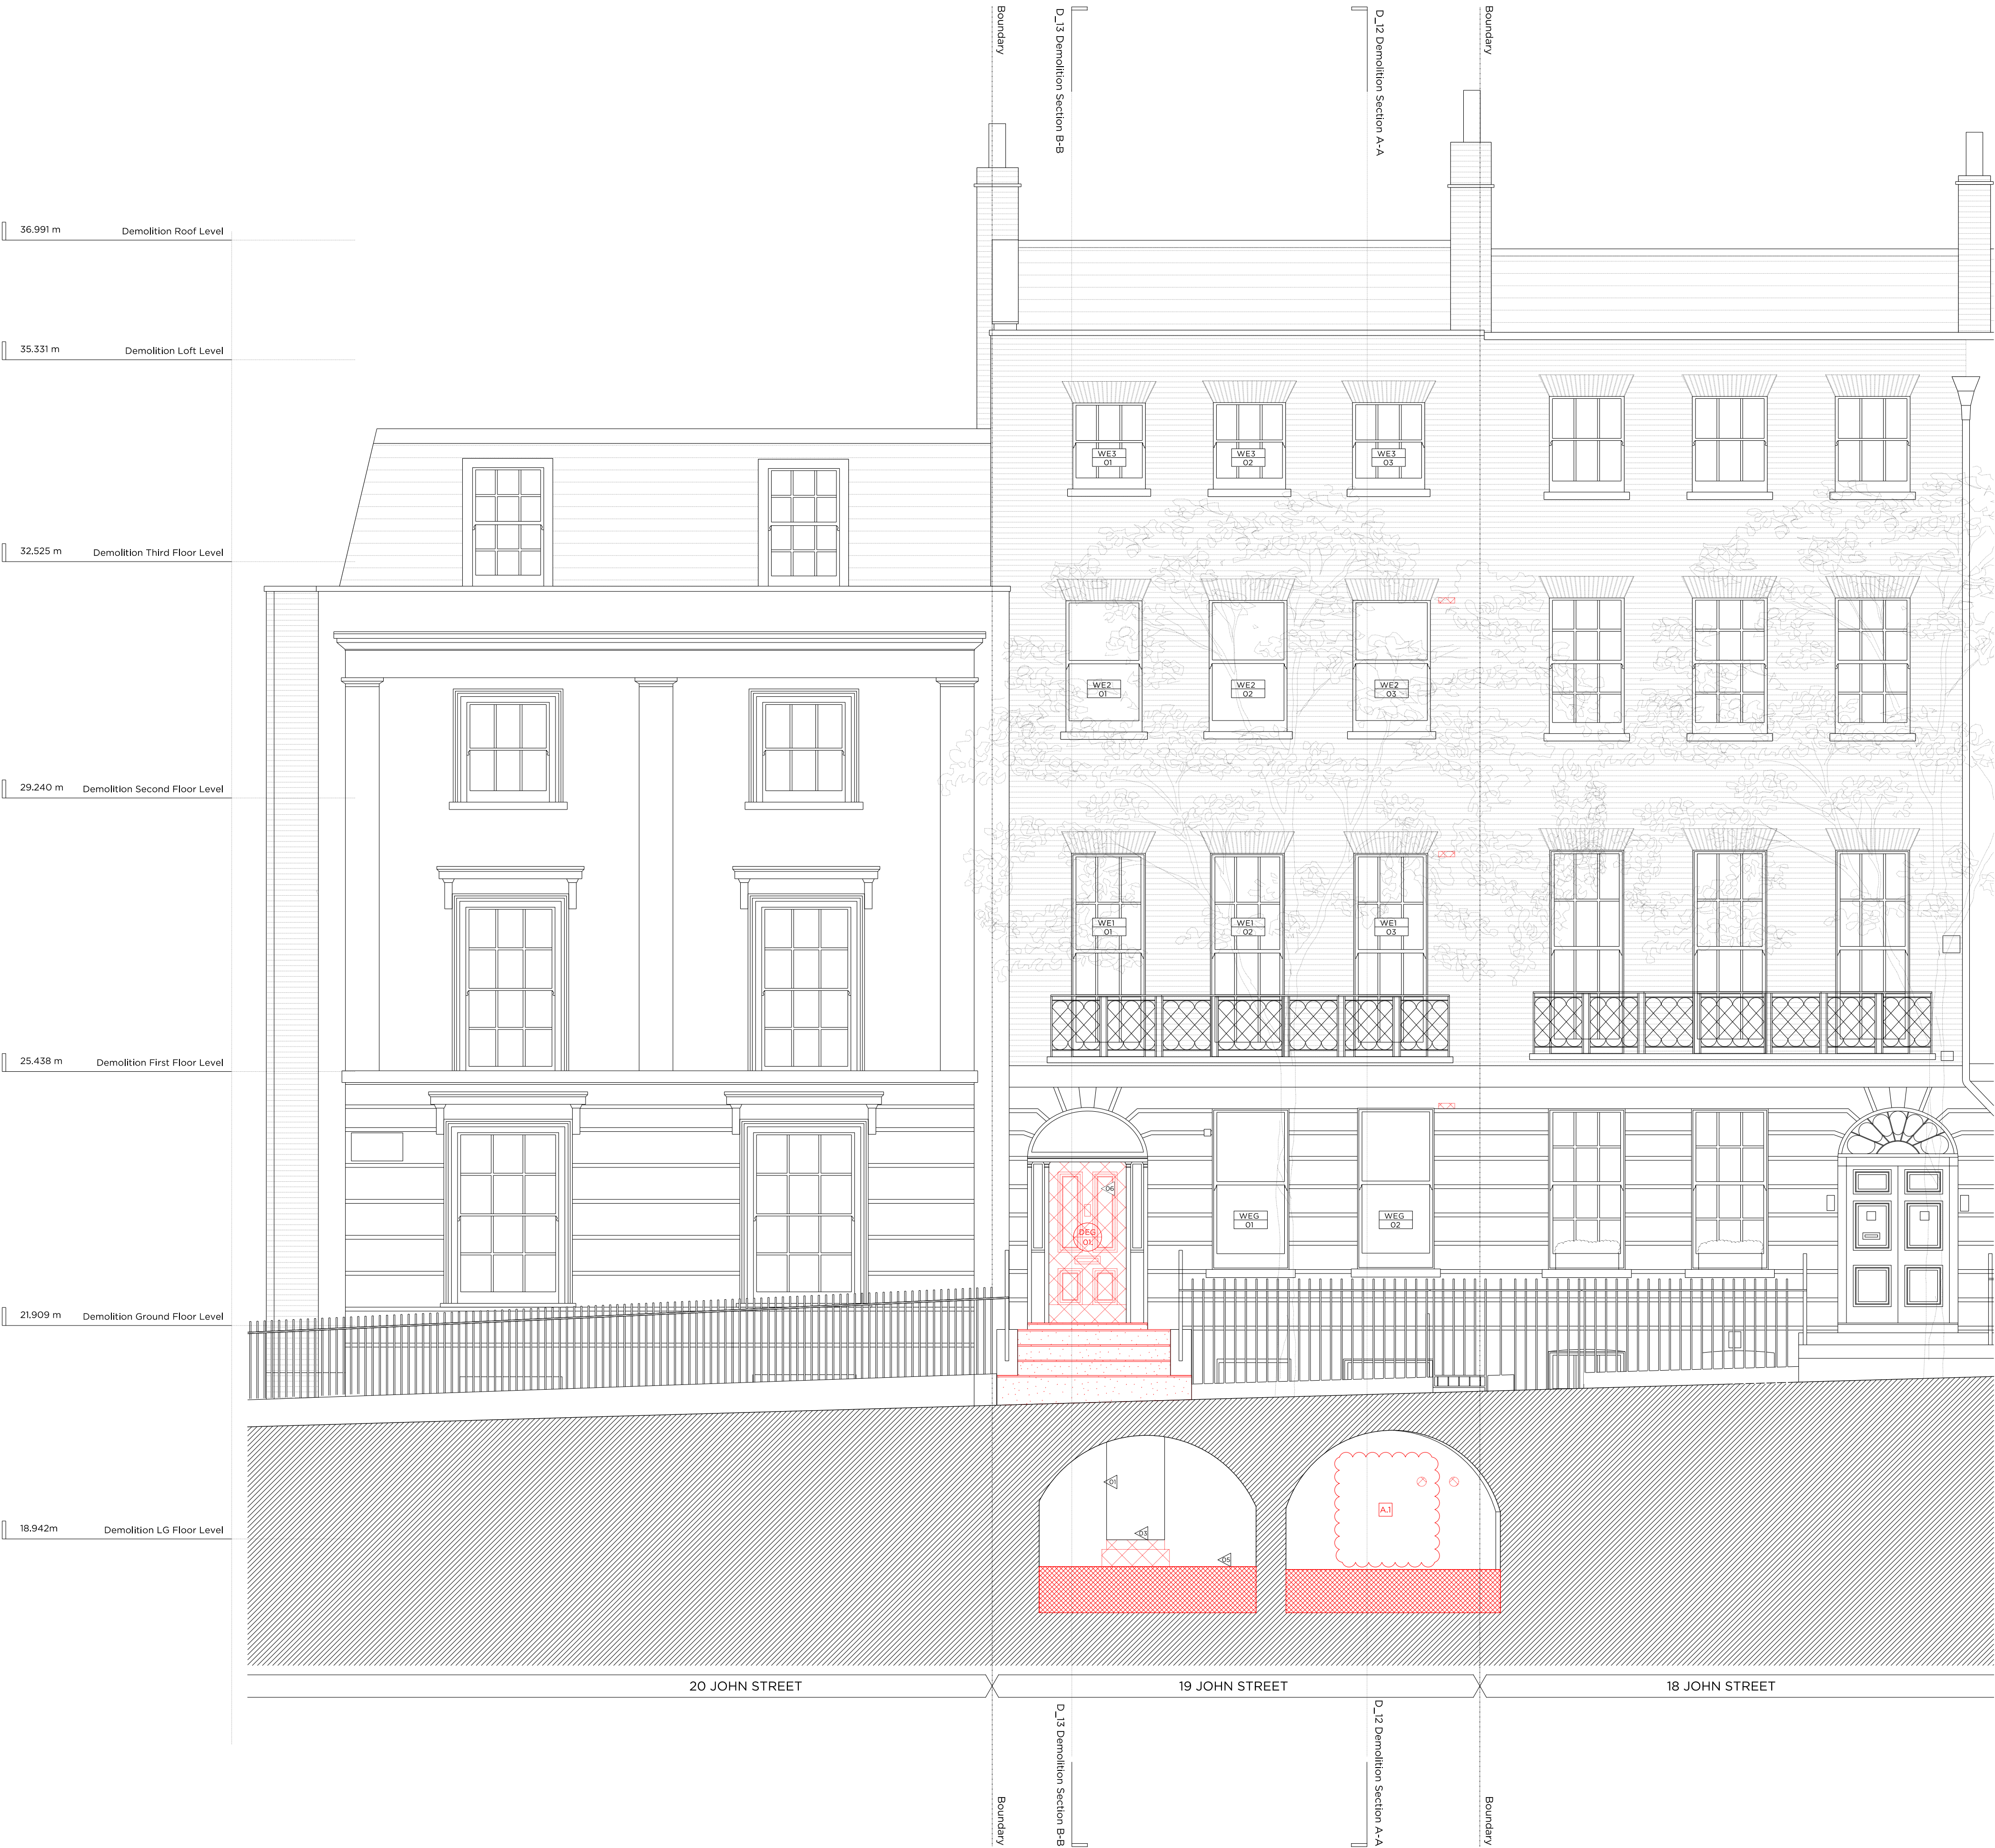 Boundary
D_13 Demolition Section B-B
D_12 Demolition Section A-A
Boundary
36.991 m Demolition Roof Level
35.331 m Demolition Loft Level
WE3 01
WE3 02
WE3 03
32.525 m Demolition Third Floor Level
WE2 01
WE2 02
WE2 03
29.240 m Demolition Second Floor Level
WE1 01
WE1 02
WE1 03
25.438 m Demolition First Floor Level
06
DEG 01
WEG 01
WEG 02
21.909 m Demolition Ground Floor Level
01
A.1
03
18.942m Demolition LG Floor Level
05
20 JOHN STREET
19 JOHN STREET
18 JOHN STREET
D_13 Demolition Section B-B
D_12 Demolition Section A-A
Boundary
Boundary